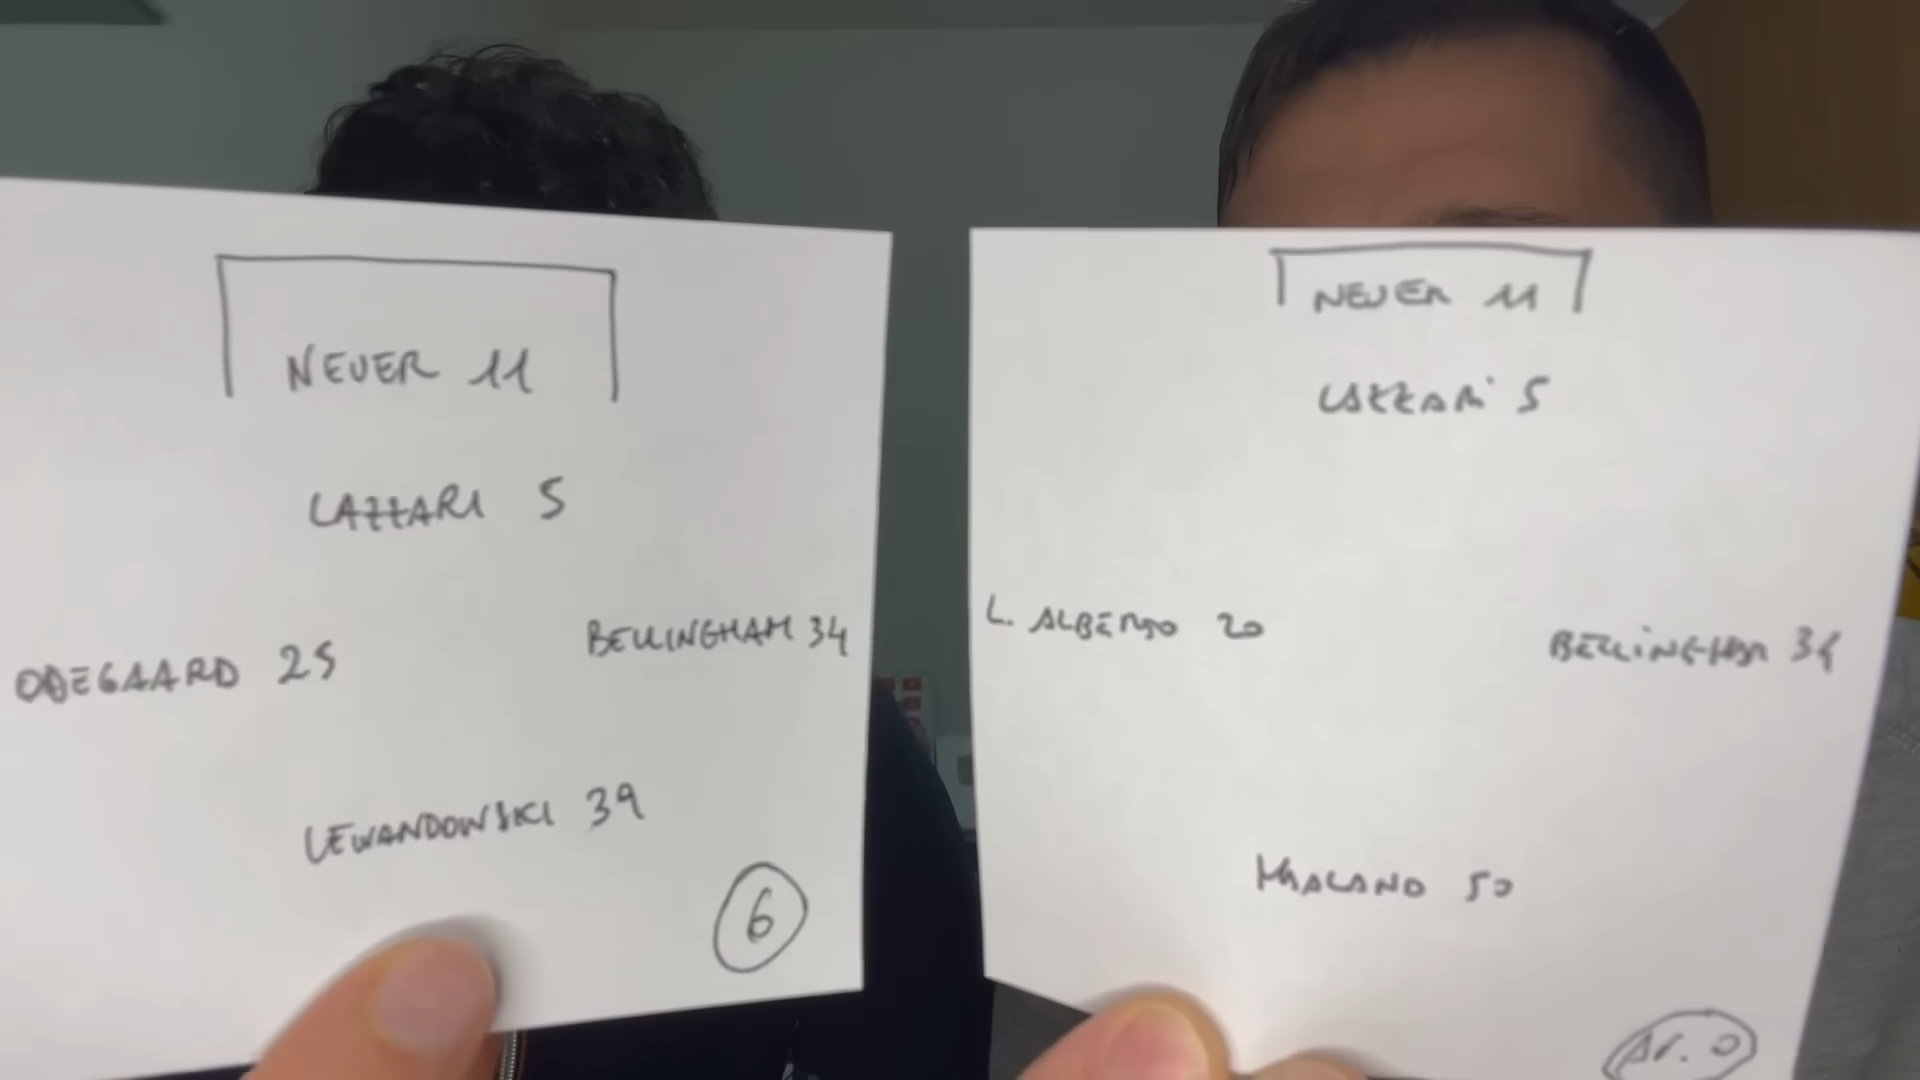 NEUER 11
LAZZARI 5
ODEGAARD 25
BELLINGHAM 34
LEWANDOWSKI 39
6
NEUER 11
LAZZARI 5
L. ALBERTO 20
BELLINGHAM 34
HAALAND 50